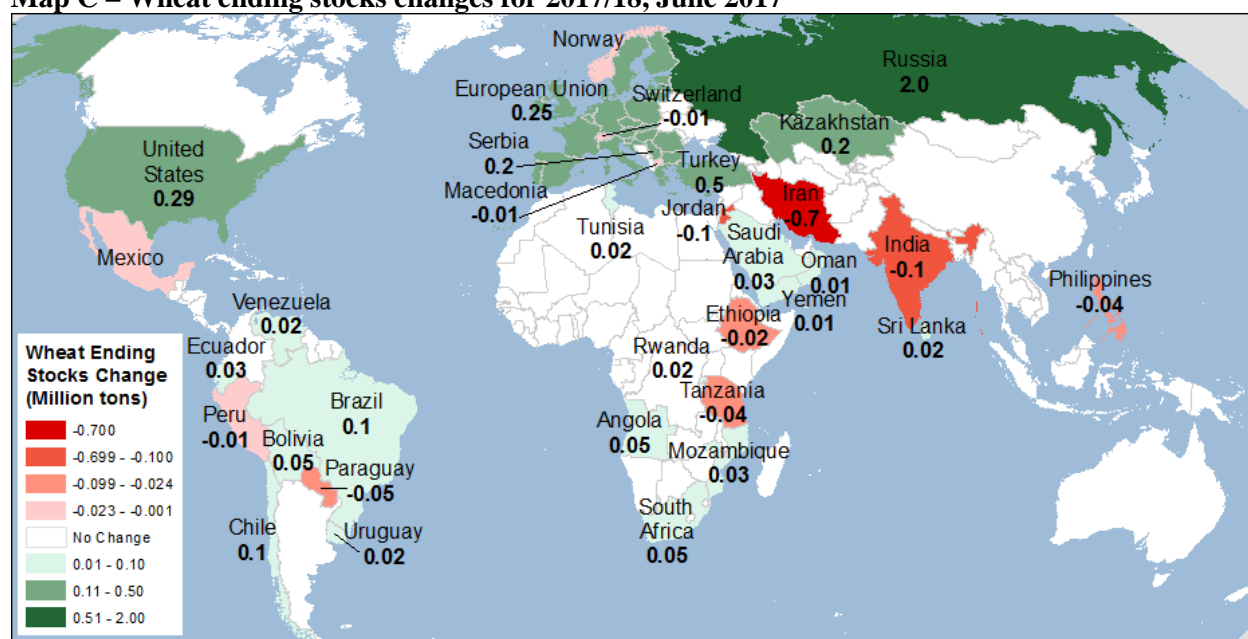 Map C – Wheat ending stocks changes for 2017/18, June 2017
Norway
Russia
2.0
European Union
0.25
Switzerland
-0.01
Kazakhstan
0.2
United
States
0.29
Serbia
0.2
Turkey
0.5
Macedonia
-0.01
Iran
-0.7
Jordan
-0.1
Tunisia
0.02
Saudi
Arabia
0.03
India
-0.1
Oman
0.01
Mexico
Philippines
-0.04
Yemen
0.01
Venezuela
0.02
Ethiopia
-0.02
Sri Lanka
0.02
Ecuador
0.03
Rwanda
0.02
Brazil
0.1
Tanzania
-0.04
Peru
-0.01
Angola
0.05
Bolivia
0.05
Mozambique
0.03
Paraguay
-0.05
South
Africa
0.05
Chile
0.1
Uruguay
0.02
Wheat Ending
Stocks Change
(Million tons)
-0.700
-0.699 - -0.100
-0.099 - -0.024
-0.023 - -0.001
No Change
0.01 - 0.10
0.11 - 0.50
0.51 - 2.00